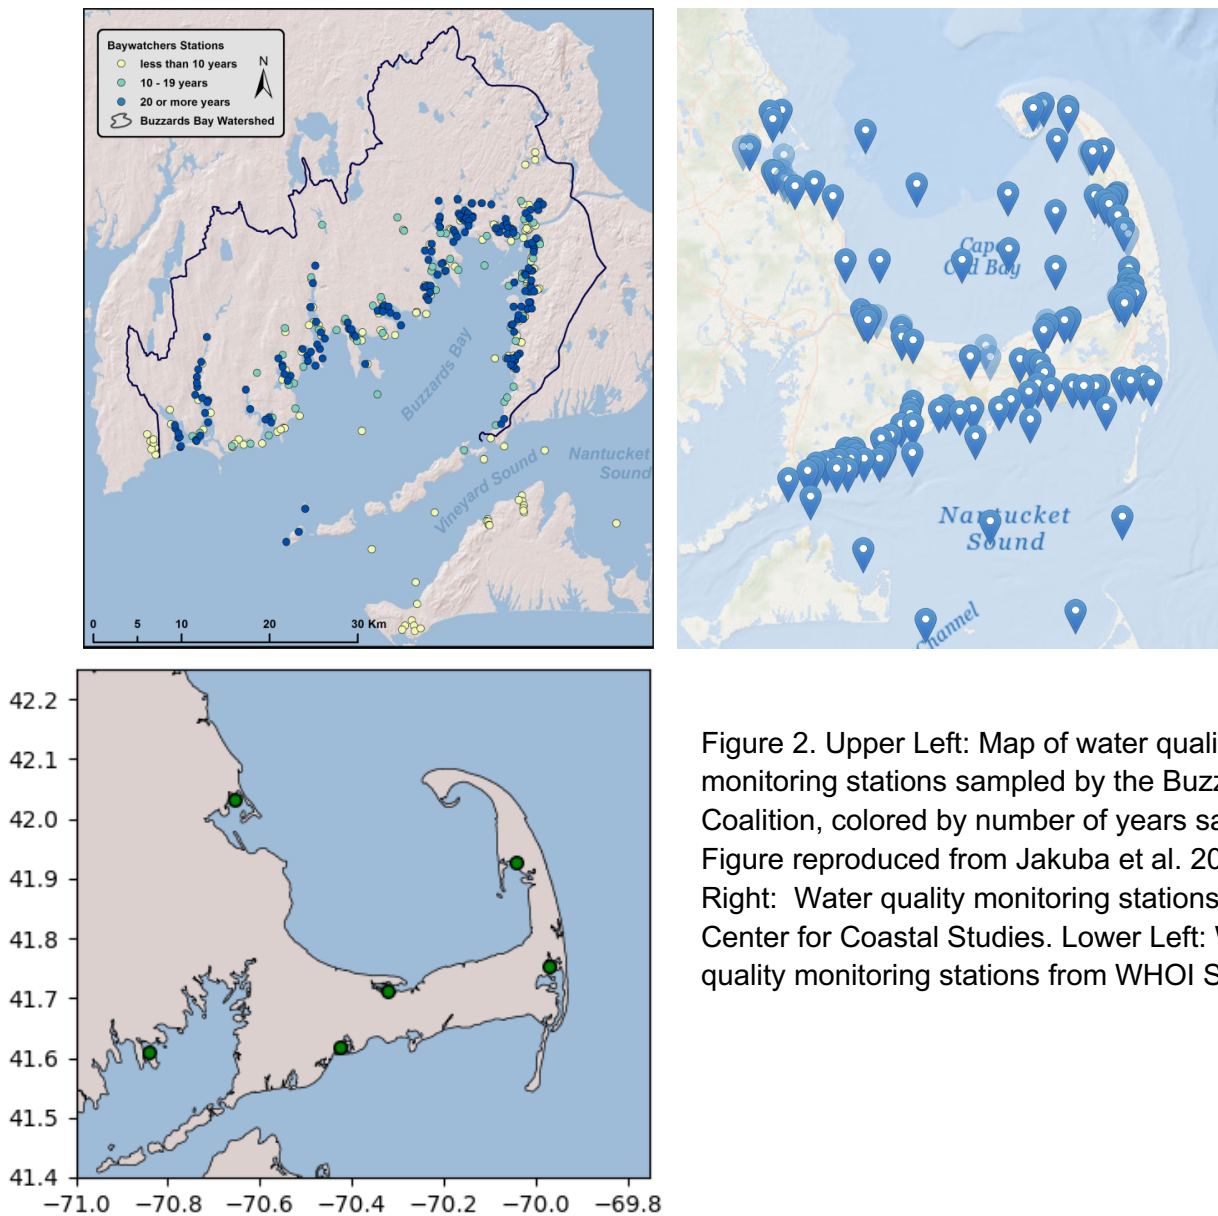 Baywatchers Stations
less than 10 years
10 - 19 years
20 or more years
Buzzards Bay Watershed
N
Buzzards Bay
Vineyard Sound
Nantucket
Sound
0 5 10 20 30 Km
Cape
Cod Bay
Nantucket
Sound
Channel
42.2
42.1
42.0
41.9
41.8
41.7
41.6
41.5
41.4
−71.0 −70.8 −70.6 −70.4 −70.2 −70.0 −69.8
Figure 2. Upper Left: Map of water quali
monitoring stations sampled by the Buzz
Coalition, colored by number of years sa
Figure reproduced from Jakuba et al. 20
Right: Water quality monitoring stations
Center for Coastal Studies. Lower Left: W
quality monitoring stations from WHOI S